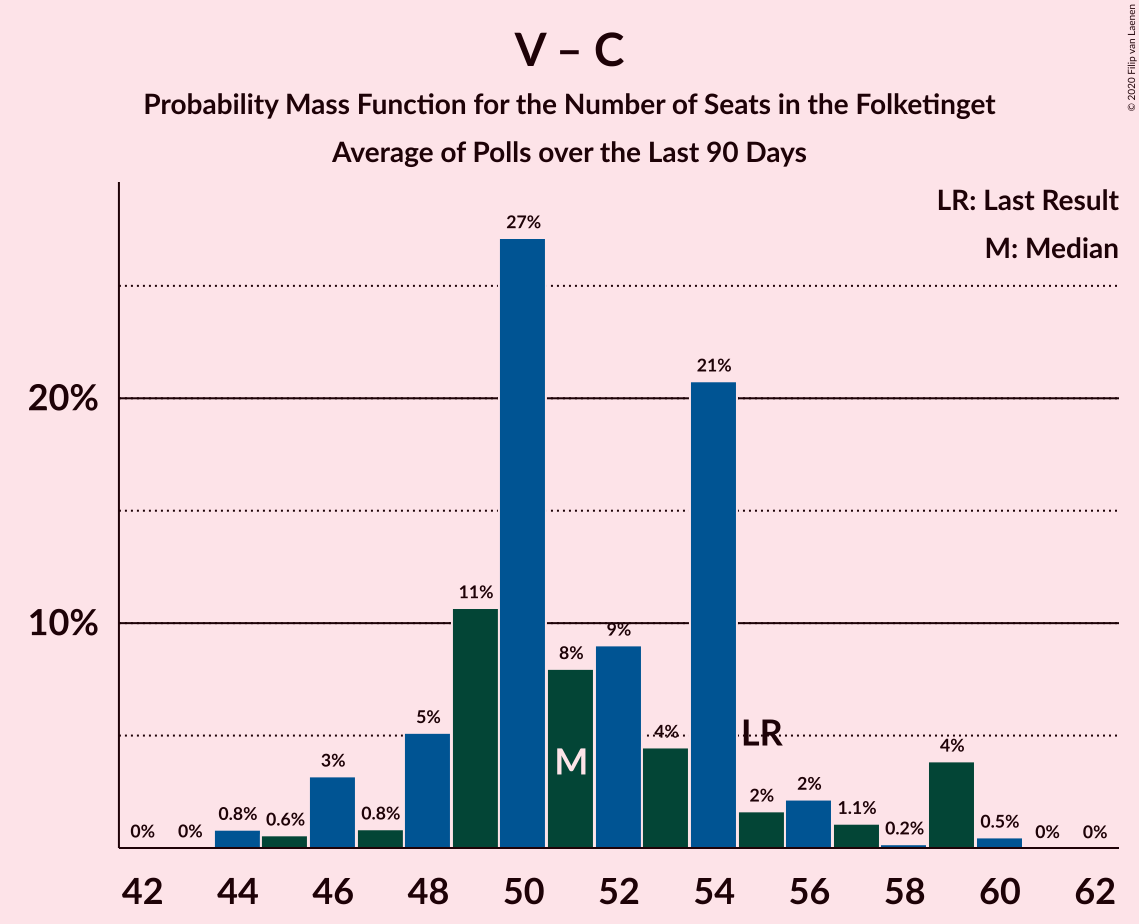 V – C
Probability Mass Function for the Number of Seats in the Folketinget
Average of Polls over the Last 90 Days
© 2020 Filip van Laenen
LR: Last Result
M: Median
20%
10%
0%
0%
0.8%
0.6%
3%
0.8%
5%
11%
27%
8%
9%
4%
21%
2%
2%
1.1%
0.2%
4%
0.5%
0%
0%
M
LR
42 44 46 48 50 52 54 56 58 60 62